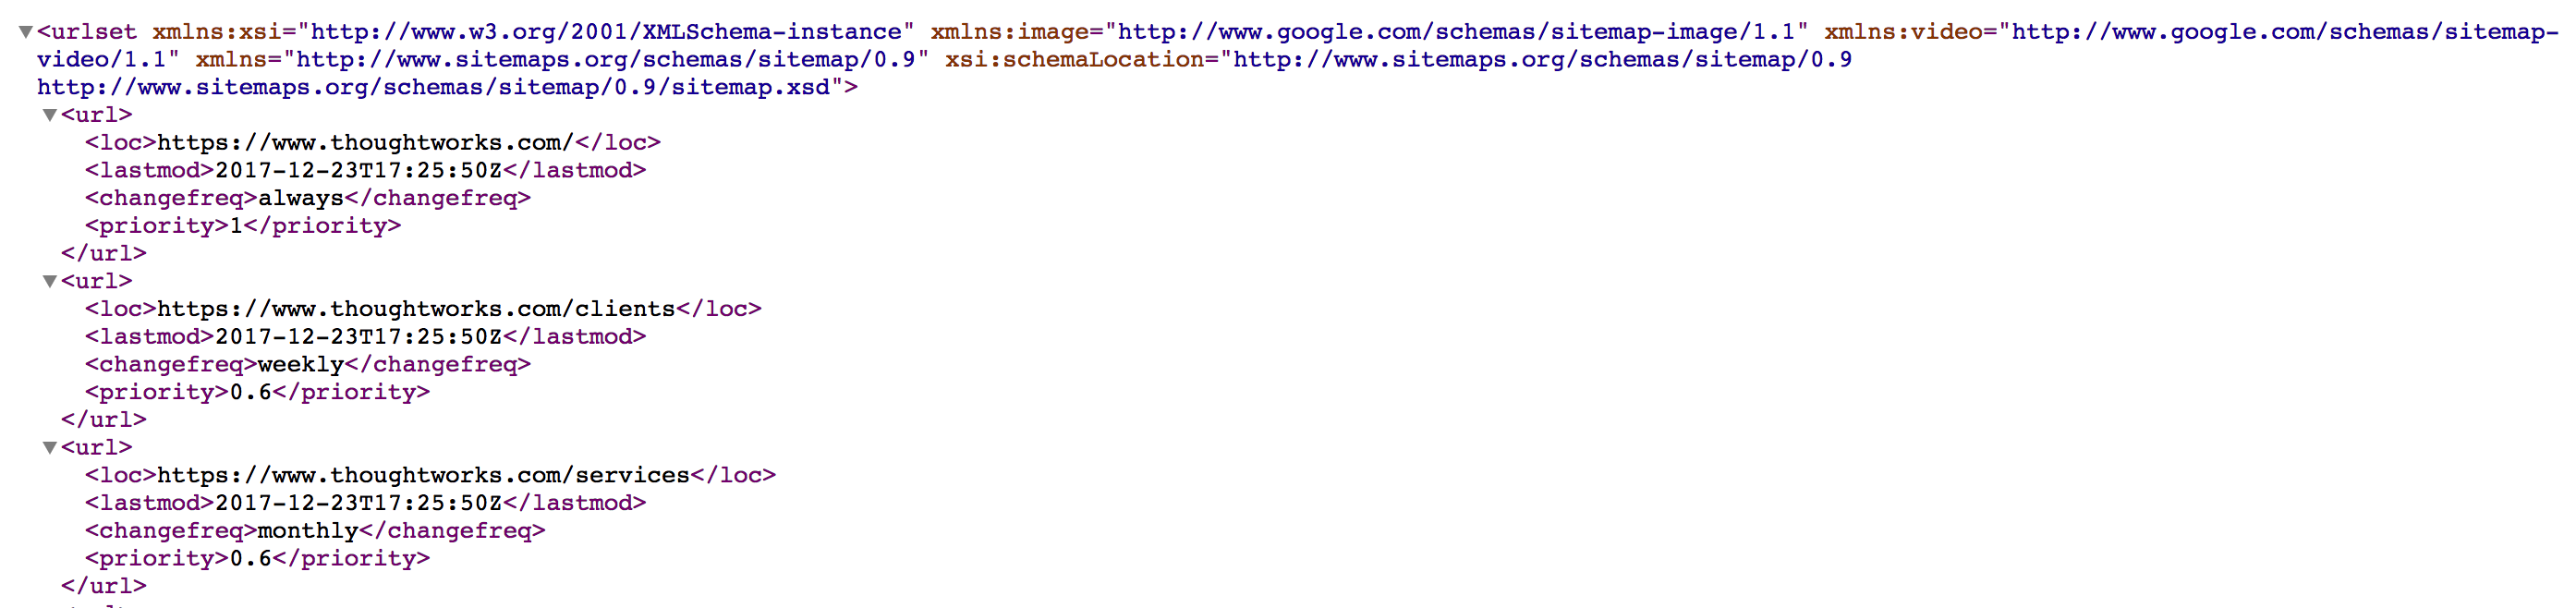 <urlset xmlns:xsi="http://www.w3.org/2001/XMLSchema-instance" xmlns:image="http://www.google.com/schemas/sitemap-image/1.1" xmlns:video="http://www.google.com/schemas/sitemap-
video/1.1" xmlns="http://www.sitemaps.org/schemas/sitemap/0.9" xsi:schemaLocation="http://www.sitemaps.org/schemas/sitemap/0.9
http://www.sitemaps.org/schemas/sitemap/0.9/sitemap.xsd">
<url>
<loc>https://www.thoughtworks.com/</loc>
<lastmod>2017-12-23T17:25:50Z</lastmod>
<changefreq>always</changefreq>
<priority>1</priority>
</url>
<url>
<loc>https://www.thoughtworks.com/clients</loc>
<lastmod>2017-12-23T17:25:50Z</lastmod>
<changefreq>weekly</changefreq>
<priority>0.6</priority>
</url>
<url>
<loc>https://www.thoughtworks.com/services</loc>
<lastmod>2017-12-23T17:25:50Z</lastmod>
<changefreq>monthly</changefreq>
<priority>0.6</priority>
</url>